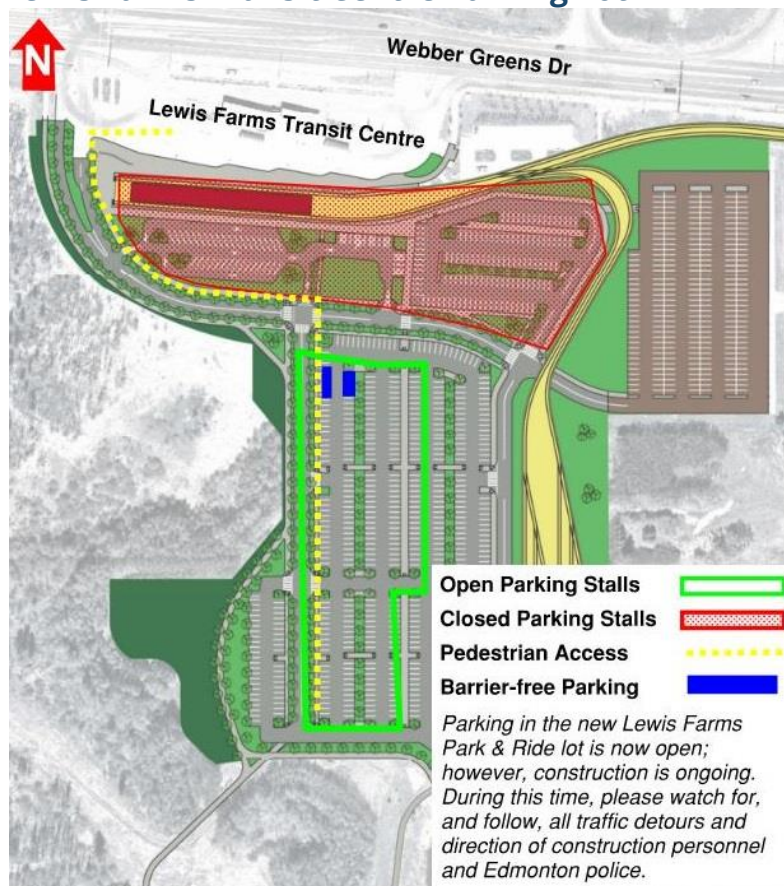 N
Webber Greens Dr
Lewis Farms Transit Centre
Open Parking Stalls
Closed Parking Stalls
Pedestrian Access
Barrier-free Parking
Parking in the new Lewis Farms
Park & Ride lot is now open;
however, construction is ongoing.
During this time, please watch for,
and follow, all traffic detours and
direction of construction personnel
and Edmonton police.